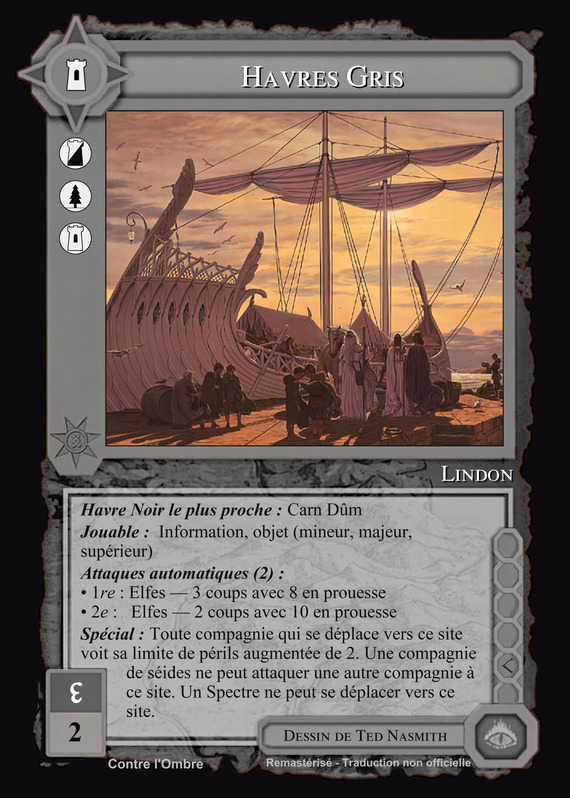 Havres Gris
Lindon
Havre Noir le plus proche : Carn Dûm
Jouable : Information, objet (mineur, majeur,
supérieur)
Attaques automatiques (2) :
• 1re : Elfes — 3 coups avec 8 en prouesse
• 2e : Elfes — 2 coups avec 10 en prouesse
Spécial : Toute compagnie qui se déplace vers ce site
voit sa limite de périls augmentée de 2. Une compagnie
de séides ne peut attaquer une autre compagnie à
ce site. Un Spectre ne peut se déplacer vers ce
site.
2
Dessin de Ted Nasmith
Contre l'Ombre
Remastérisé - Traduction non officielle